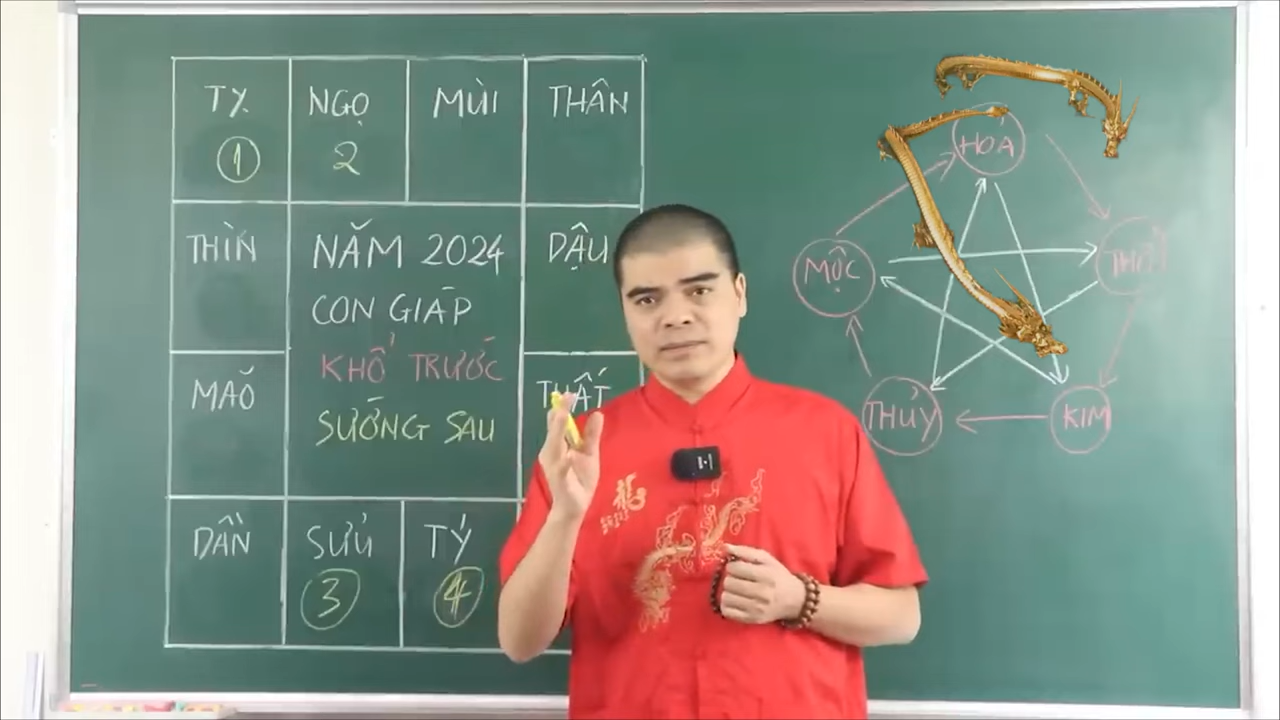 TỴ
①
NGỌ
2
MÙI
THÂN
THÌN
NĂM 2024
CON GIÁP
KHỔ TRƯỚC
SƯỚNG SAU
DẬU
MÃO
DẦN
SỬU
③
TÝ
④
HỎA
MỘC
THỦY
KIM
龍